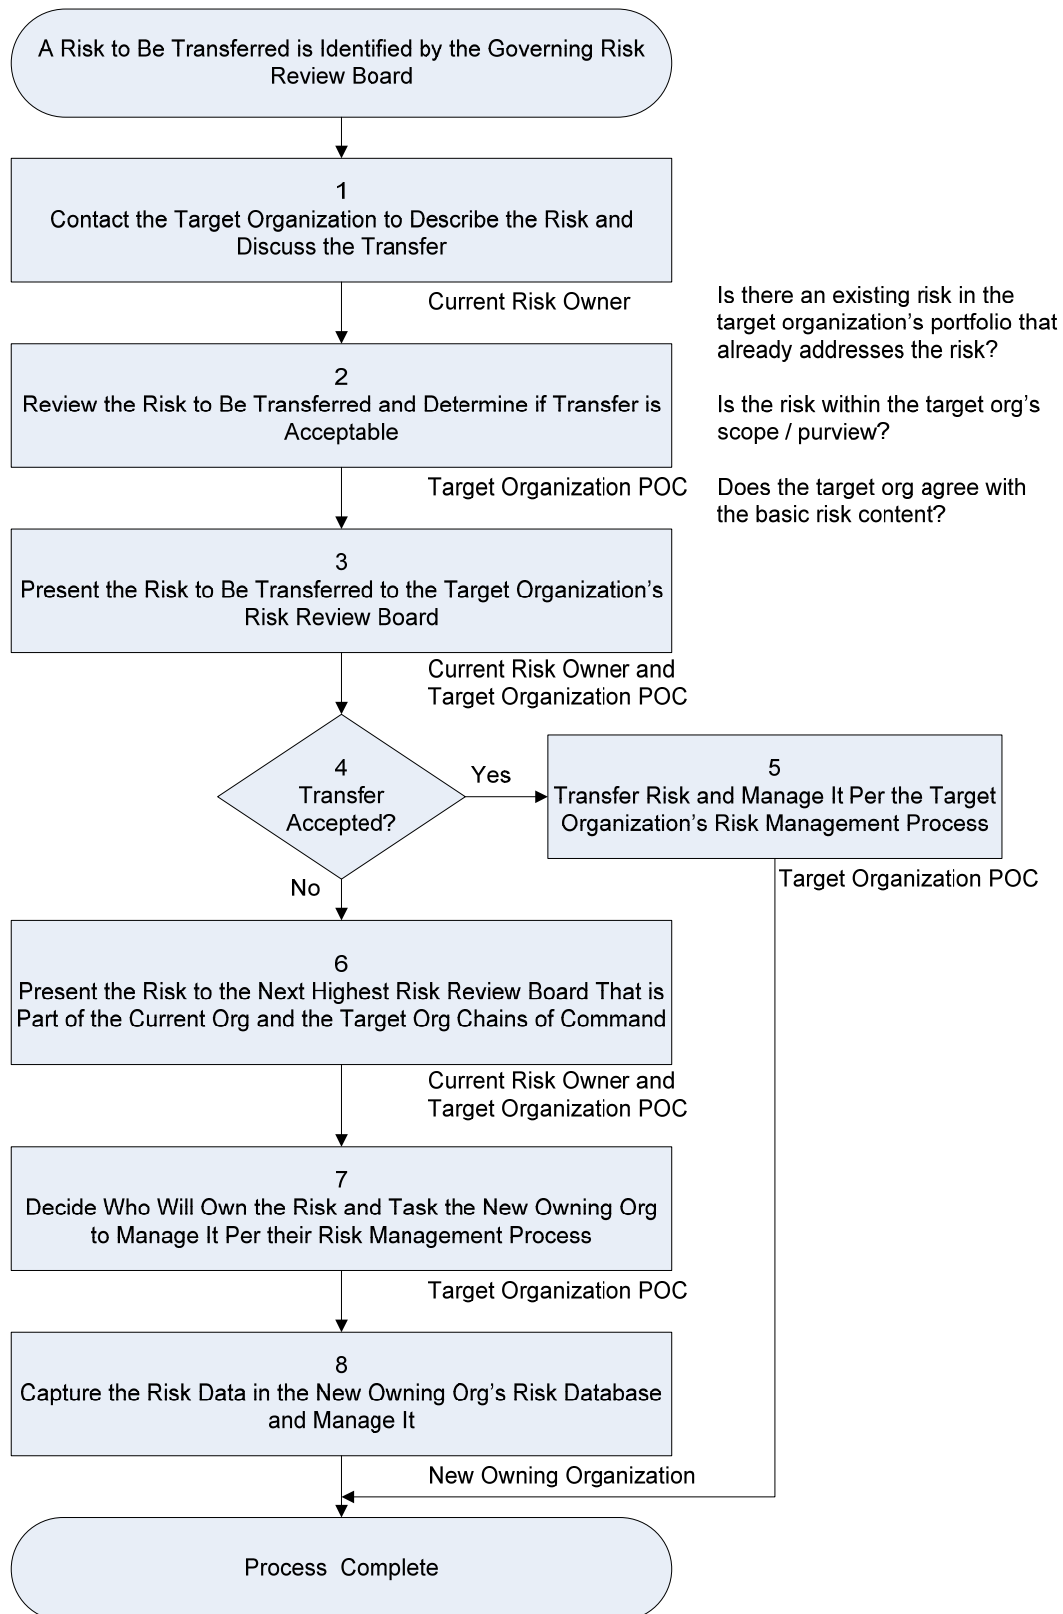 A Risk to Be Transferred is Identified by the Governing Risk
Review Board
1
Contact the Target Organization to Describe the Risk and
Discuss the Transfer
Current Risk Owner
Is there an existing risk in the
target organization’s portfolio that
already addresses the risk?
2
Review the Risk to Be Transferred and Determine if Transfer is
Acceptable
Is the risk within the target org’s
scope / purview?
Target Organization POC
Does the target org agree with
the basic risk content?
3
Present the Risk to Be Transferred to the Target Organization’s
Risk Review Board
Current Risk Owner and
Target Organization POC
4
Transfer
Accepted?
Yes
5
Transfer Risk and Manage It Per the Target
Organization’s Risk Management Process
Target Organization POC
No
6
Present the Risk to the Next Highest Risk Review Board That is
Part of the Current Org and the Target Org Chains of Command
Current Risk Owner and
Target Organization POC
7
Decide Who Will Own the Risk and Task the New Owning Org
to Manage It Per their Risk Management Process
Target Organization POC
8
Capture the Risk Data in the New Owning Org’s Risk Database
and Manage It
New Owning Organization
Process Complete